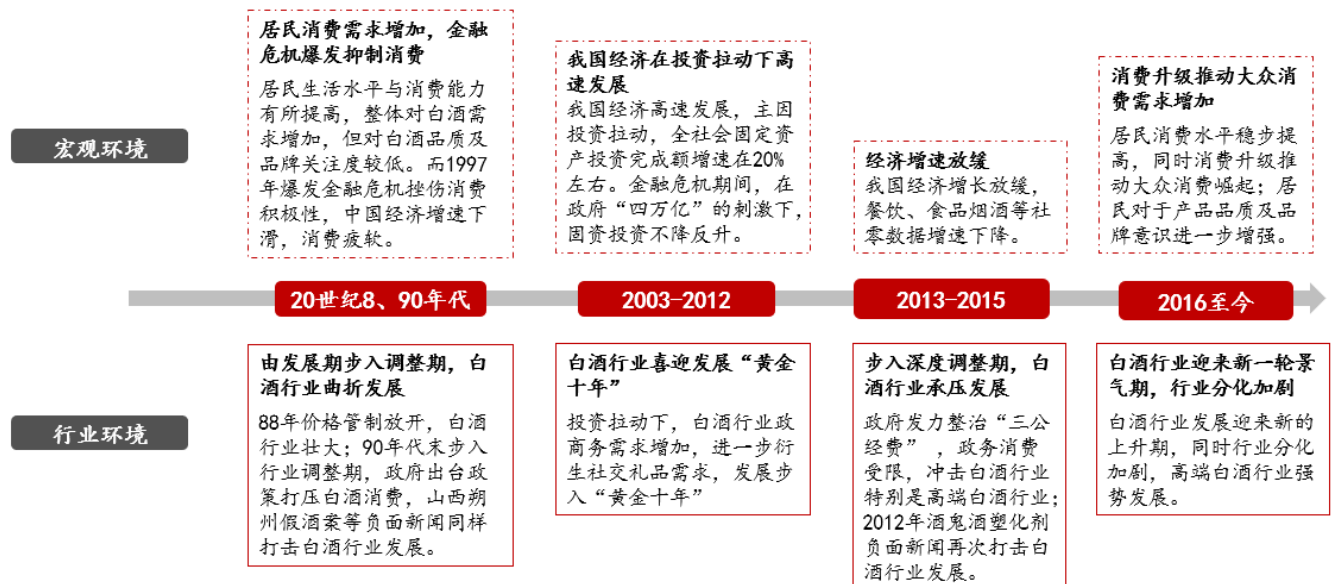 居民消费需求增加，金融
危机爆发抑制消费
居民生活水平与消费能力
有所提高，整体对白酒需
求增加，但对白酒品质及
品牌关注度较低。而1997
年爆发金融危机挫伤消费
积极性，中国经济增速下
滑，消费疲软。
我国经济在投资拉动下高
速发展
我国经济高速发展，主因
投资拉动，全社会固定资
产投资完成额增速在20%
左右。金融危机期间，在
政府“四万亿”的刺激下，
固资投资不降反升。
经济增速放缓
我国经济增长放缓，
餐饮、食品烟酒等社
零数据增速下降。
消费升级推动大众消
费需求增加
居民消费水平稳步提
高，同时消费升级推
动大众消费崛起；居
民对于产品品质及品
牌意识进一步增强。
宏观环境
20世纪8、90年代
2003-2012
2013-2015
2016至今
行业环境
由发展期步入调整期，白
酒行业曲折发展
88年价格管制放开，白酒
行业壮大；90年代末步入
行业调整期，政府出台政
策打压白酒消费，山西朔
州假酒案等负面新闻同样
打击白酒行业发展。
白酒行业喜迎发展“黄金
十年”
投资拉动下，白酒行业政
商务需求增加，进一步衍
生社交礼品需求，发展步
入“黄金十年”
步入深度调整期，白
酒行业承压发展
政府发力整治“三公
经费”，政务消费
受限，冲击白酒行业
特别是高端白酒行业；
2012年酒鬼酒塑化剂
负面新闻再次打击白
酒行业发展。
白酒行业迎来新一轮景
气期，行业分化加剧
白酒行业发展迎来新的
上升期，同时行业分化
加剧，高端白酒行业强
势发展。